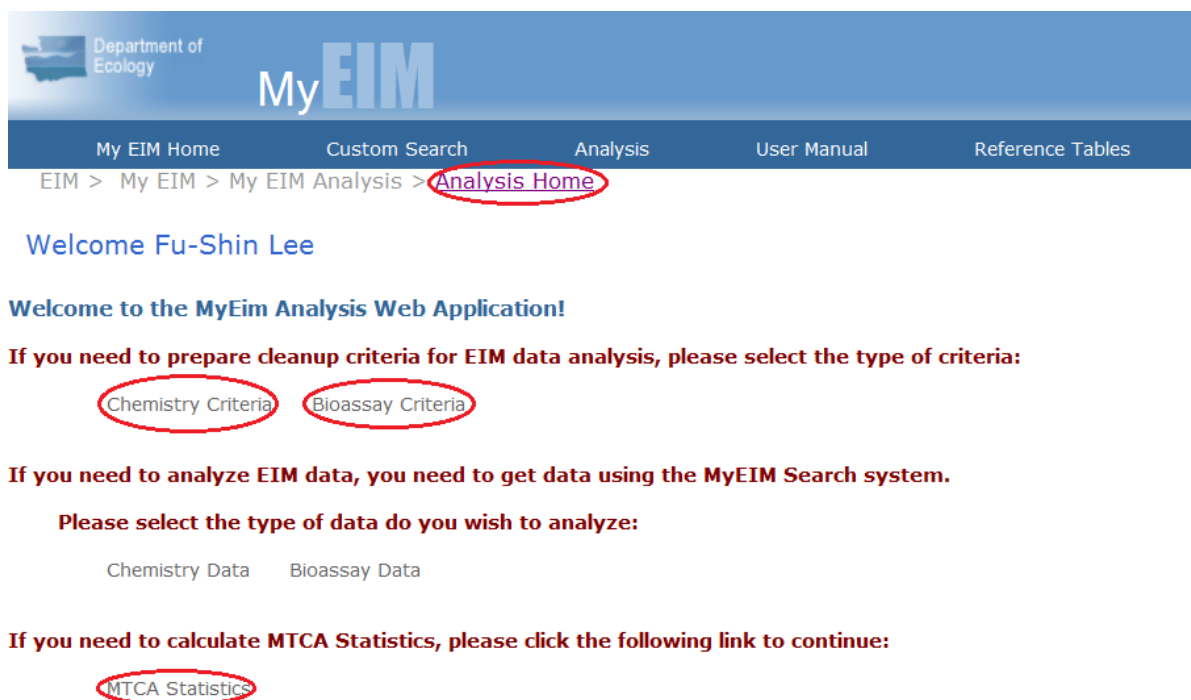 Department of
Ecology
MyEIM
My EIM Home Custom Search Analysis User Manual Reference Tables
EIM > My EIM > My EIM Analysis > Analysis Home
Welcome Fu-Shin Lee
Welcome to the MyEim Analysis Web Application!
If you need to prepare cleanup criteria for EIM data analysis, please select the type of criteria:
Chemistry Criteria Bioassay Criteria
If you need to analyze EIM data, you need to get data using the MyEIM Search system.
Please select the type of data do you wish to analyze:
Chemistry Data Bioassay Data
If you need to calculate MTCA Statistics, please click the following link to continue:
MTCA Statistics